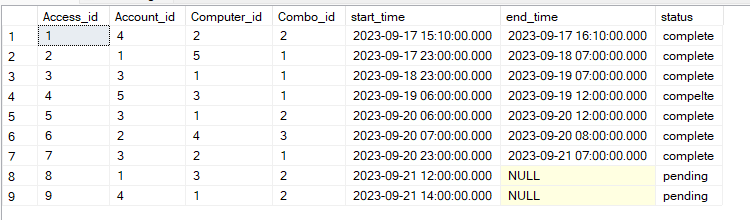 Access_id Account_id Computer_id Combo_id start_time end_time status
1 1 4 2 2 2023-09-17 15:10:00.000 2023-09-17 16:10:00.000 complete
2 2 1 5 1 2023-09-17 23:00:00.000 2023-09-18 07:00:00.000 complete
3 3 3 1 1 2023-09-18 23:00:00.000 2023-09-19 07:00:00.000 complete
4 4 5 3 1 2023-09-19 06:00:00.000 2023-09-19 12:00:00.000 compelte
5 5 3 1 2 2023-09-20 06:00:00.000 2023-09-20 12:00:00.000 complete
6 6 2 4 3 2023-09-20 07:00:00.000 2023-09-20 08:00:00.000 complete
7 7 3 2 1 2023-09-20 23:00:00.000 2023-09-21 07:00:00.000 complete
8 8 1 3 2 2023-09-21 12:00:00.000 NULL pending
9 9 4 1 2 2023-09-21 14:00:00.000 NULL pending